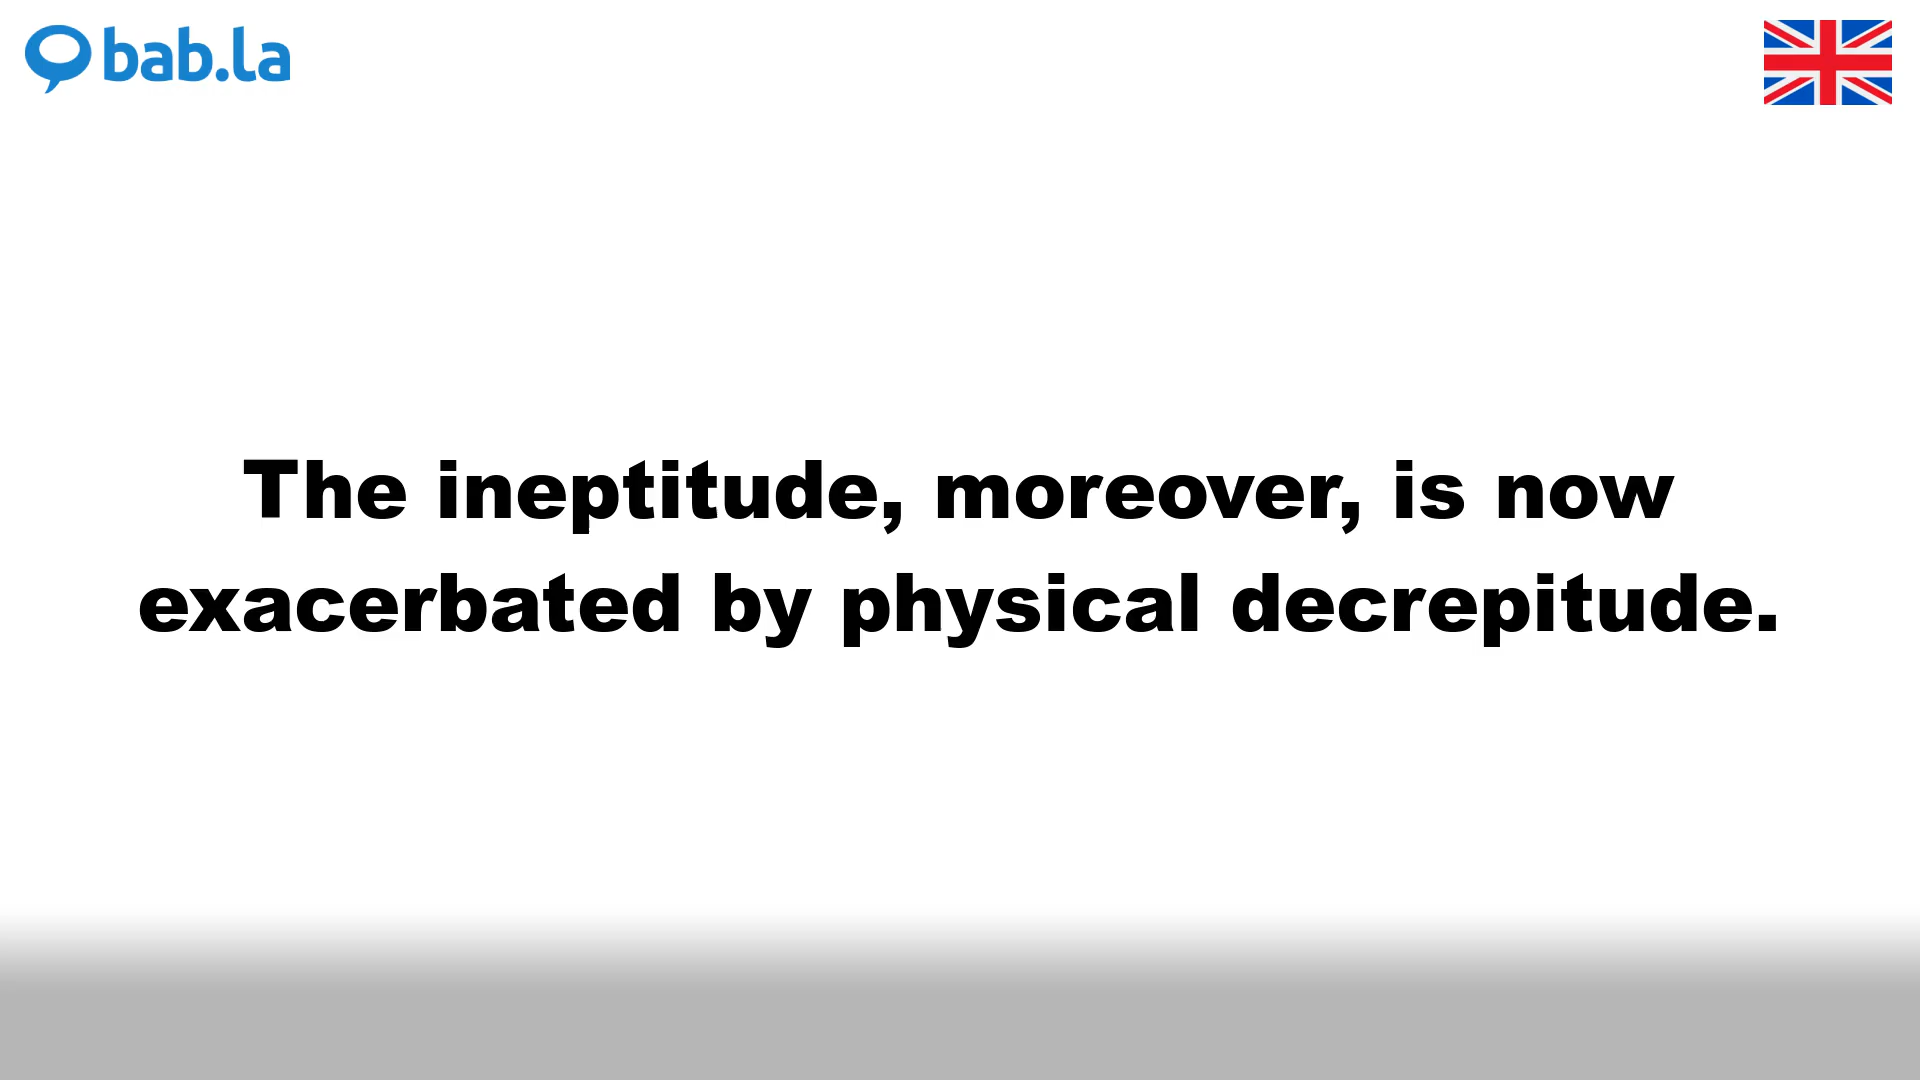 bab.la
The ineptitude, moreover, is now
exacerbated by physical decrepitude.